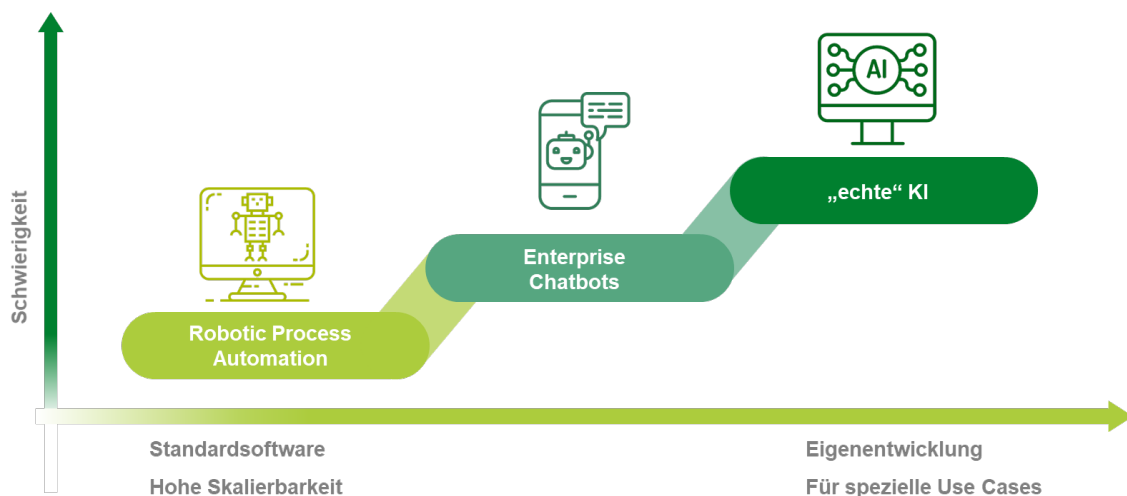 AI
„echte“ KI
Enterprise
Chatbots
Robotic Process
Automation
Schwierigkeit
Standardsoftware
Hohe Skalierbarkeit
Eigenentwicklung
Für spezielle Use Cases